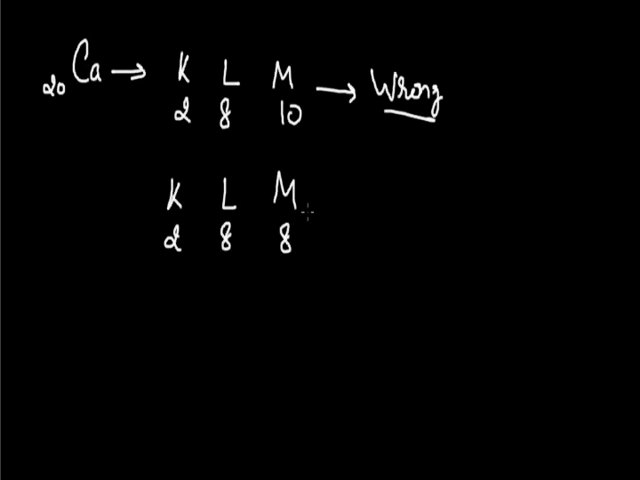 ₂₀Ca → K L M → Wrong
2 8 10
K L M
2 8 8